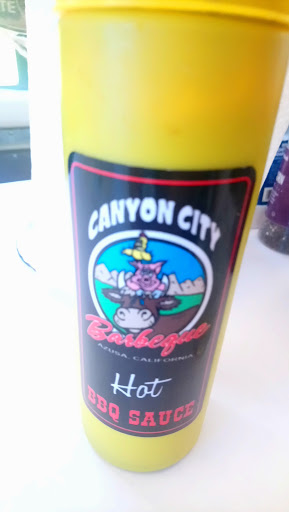 CANYON CITY
Barbeque
AZUSA, CALIFORNIA
Hot
BBQ SAUCE